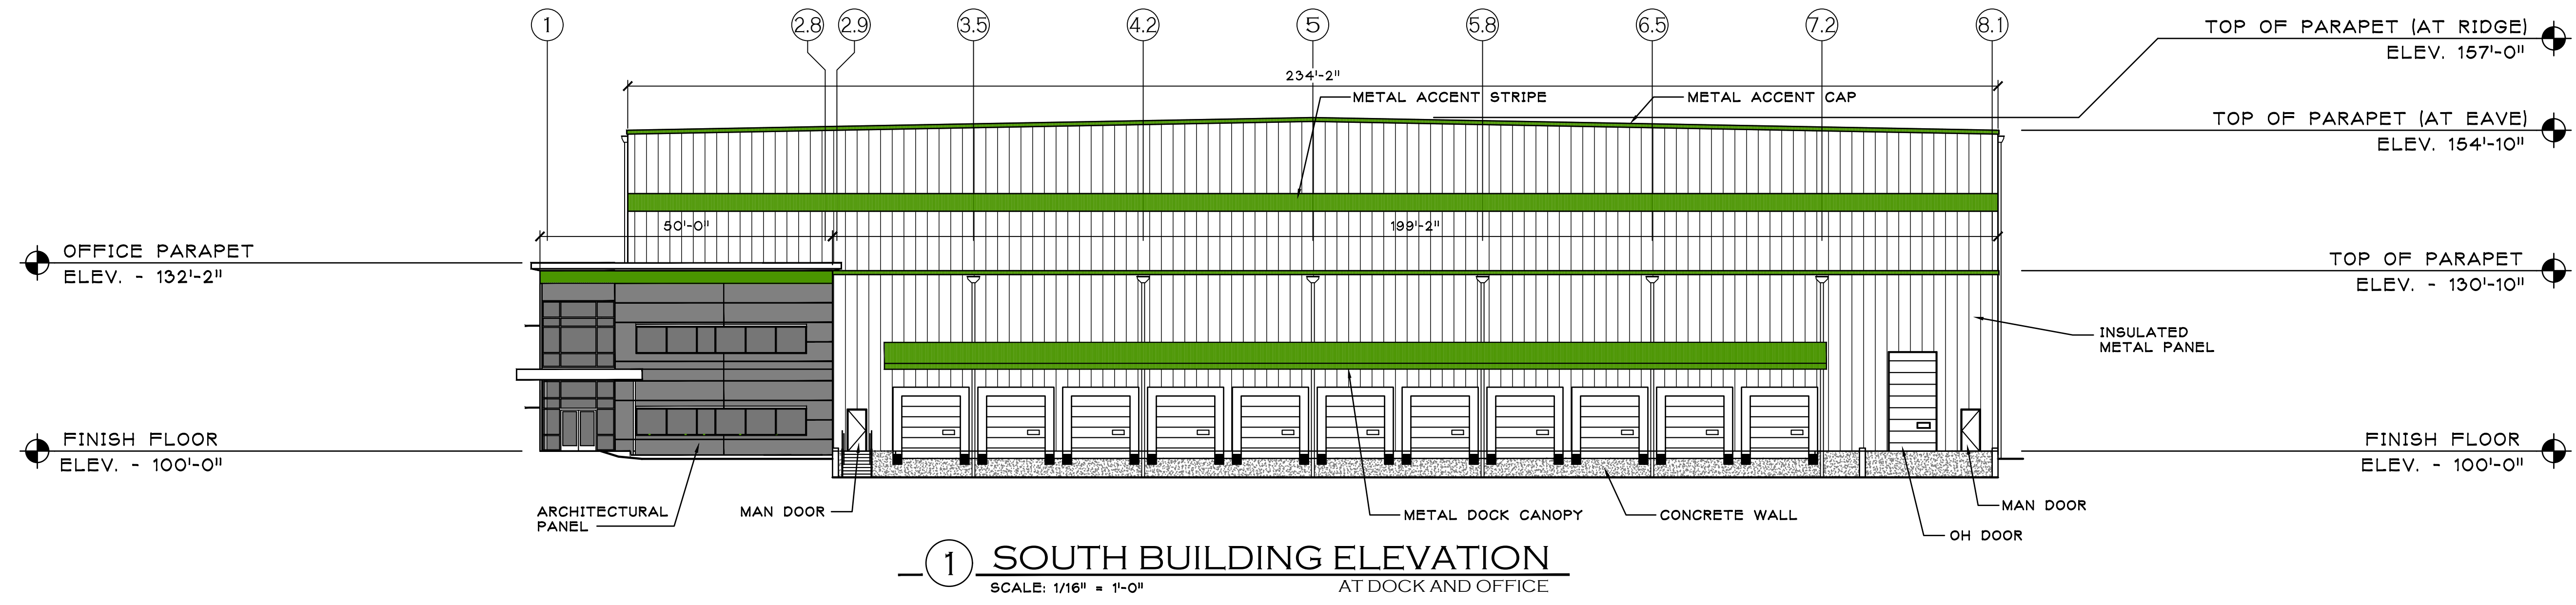 1
2.8
2.9
3.5
4.2
5
5.8
6.5
7.2
8.1
TOP OF PARAPET (AT RIDGE)
ELEV. 157'-0"
234'-2"
METAL ACCENT STRIPE
METAL ACCENT CAP
TOP OF PARAPET (AT EAVE)
ELEV. 154'-10"
50'-0"
199'-2"
OFFICE PARAPET
ELEV. - 132'-2"
TOP OF PARAPET
ELEV. - 130'-10"
INSULATED
METAL PANEL
FINISH FLOOR
ELEV. - 100'-0"
FINISH FLOOR
ELEV. - 100'-0"
ARCHITECTURAL
PANEL
MAN DOOR
METAL DOCK CANOPY
CONCRETE WALL
MAN DOOR
OH DOOR
1
SOUTH BUILDING ELEVATION
SCALE: 1/16" = 1'-0"
AT DOCK AND OFFICE